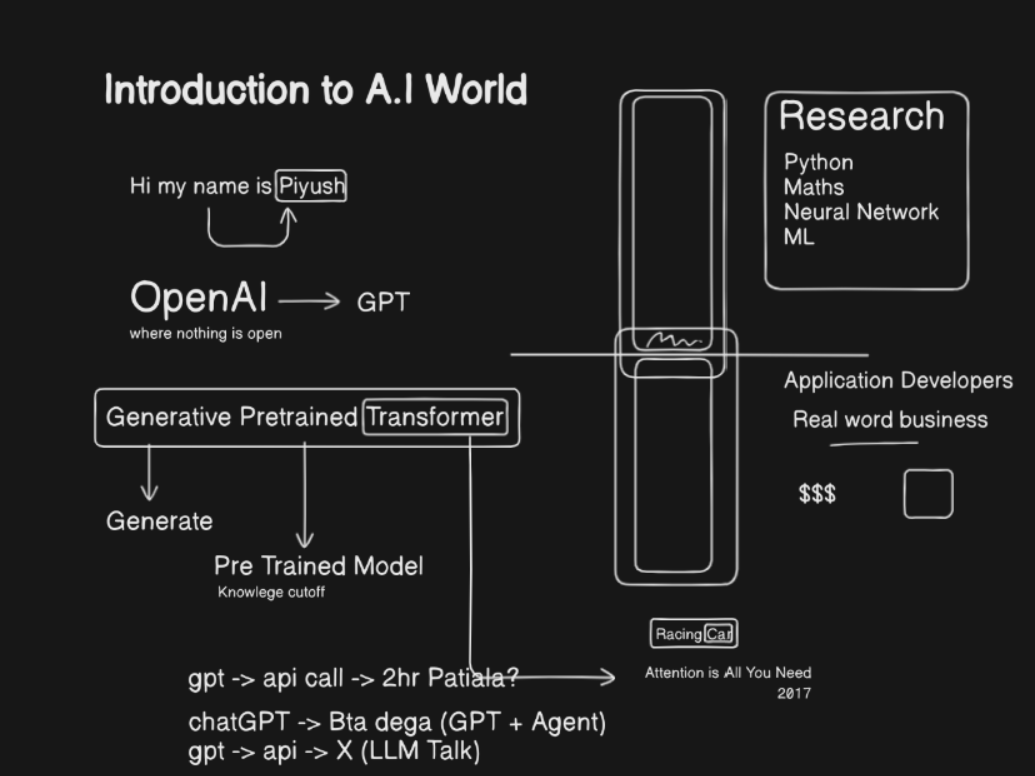 Introduction to A.I World
Hi my name is Piyush
OpenAI
GPT
where nothing is open
Generative Pretrained Transformer
Generate
Pre Trained Model
Knowlege cutoff
gpt -> api call -> 2hr Patiala?
chatGPT -> Bta dega (GPT + Agent)
gpt -> api -> X (LLM Talk)
Research
Python
Maths
Neural Network
ML
Application Developers
Real word business
$$$
Racing Car
Attention is All You Need
2017